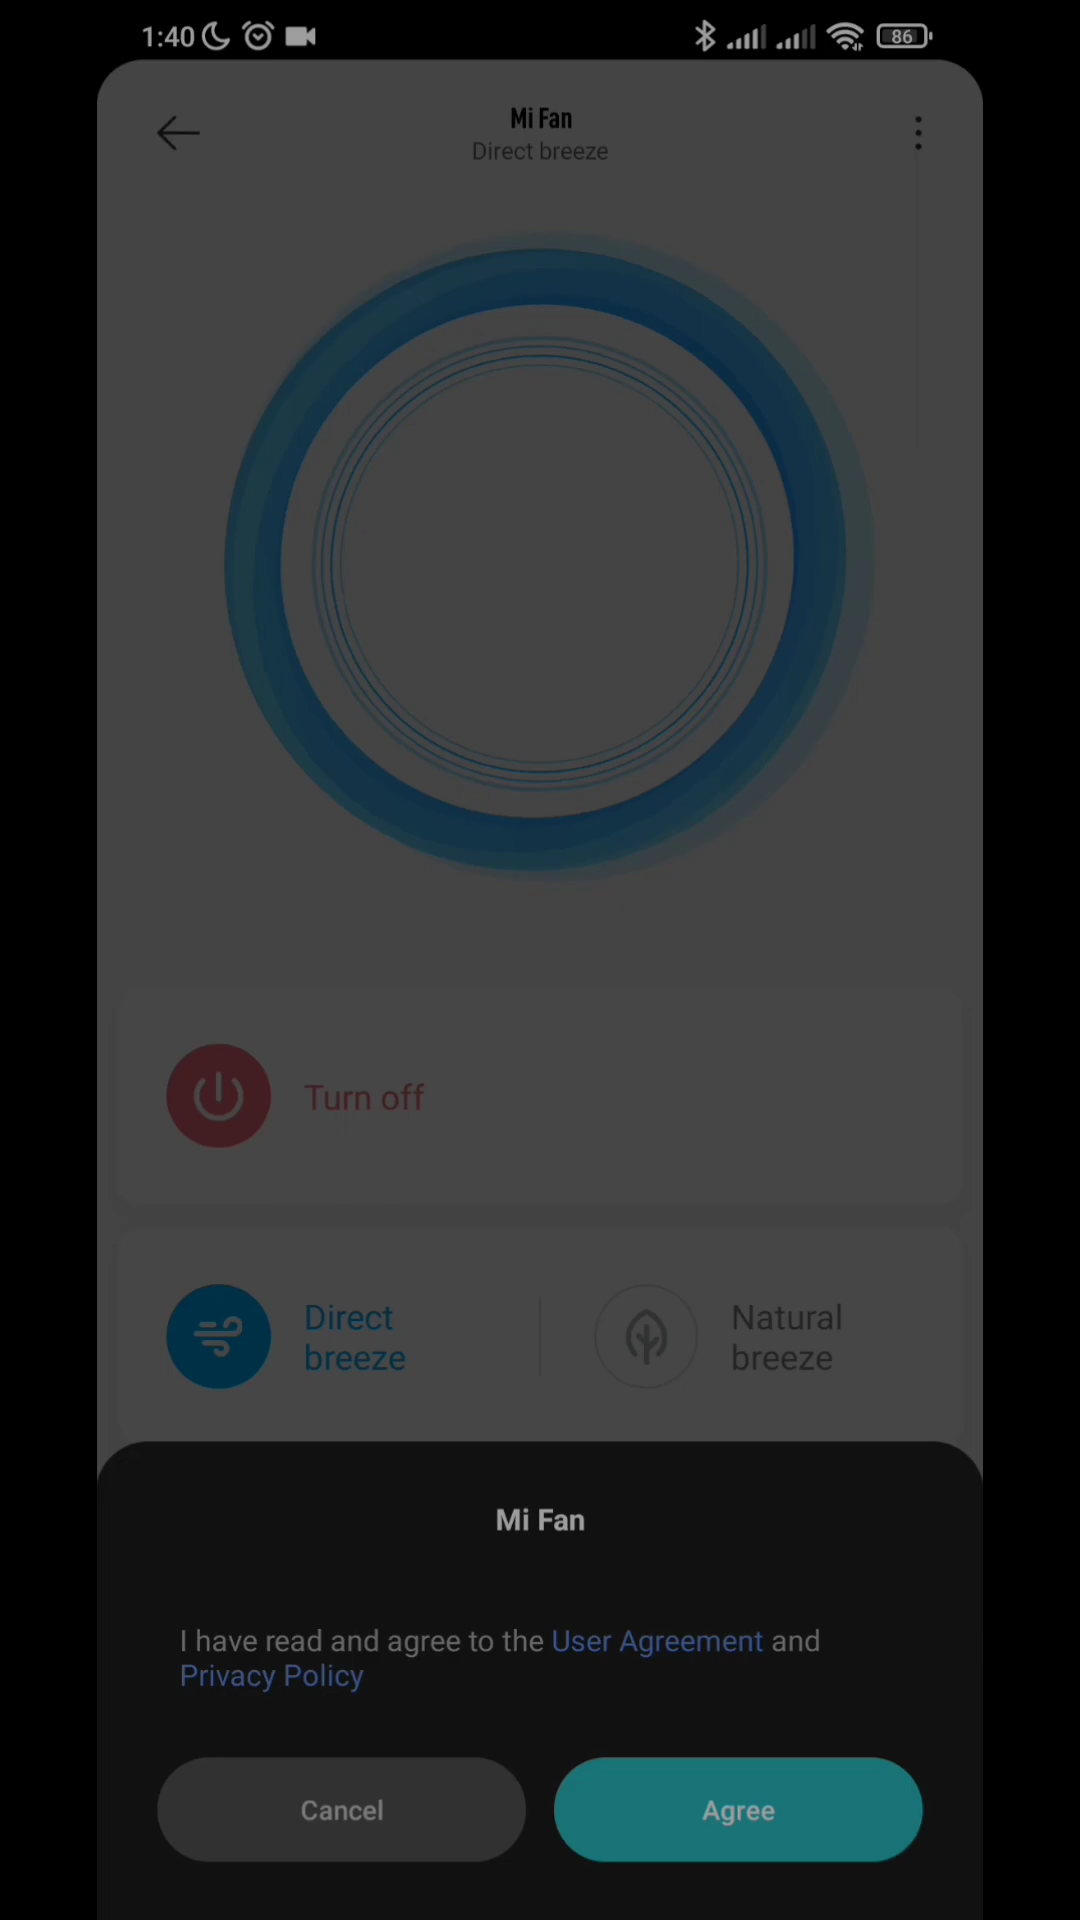 1:40 86
Mi Fan
Direct breeze
Turn off
Direct
breeze
Natural
breeze
Mi Fan
I have read and agree to the User Agreement and
Privacy Policy
Cancel
Agree